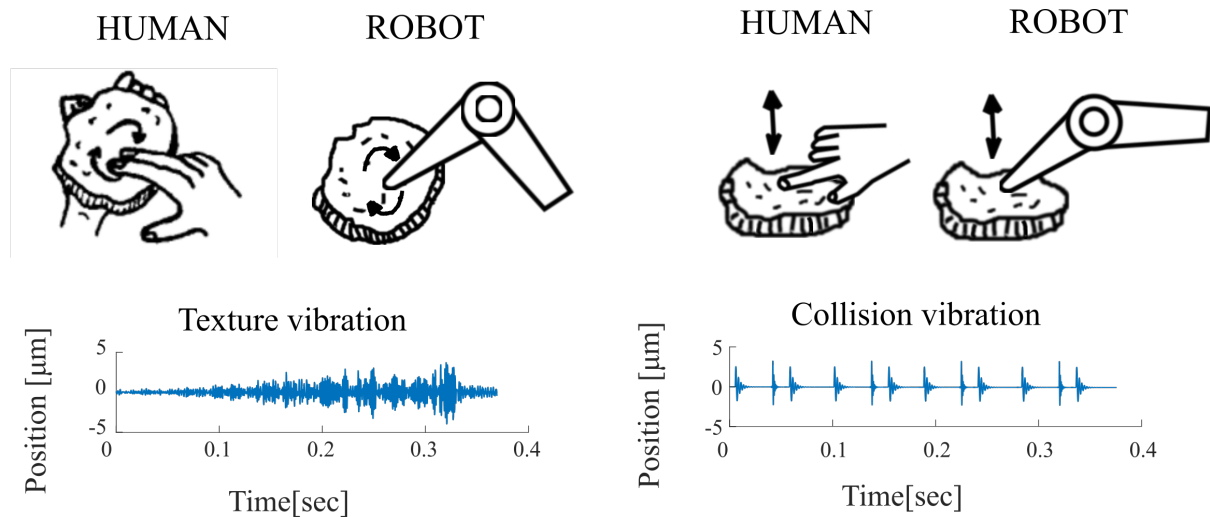 HUMAN ROBOT
HUMAN ROBOT
Texture vibration
Position [μm]
5
0
-5
0 0.1 0.2 0.3 0.4
Time[sec]
Collision vibration
Position [μm]
5
0
-5
0 0.1 0.2 0.3 0.4
Time[sec]